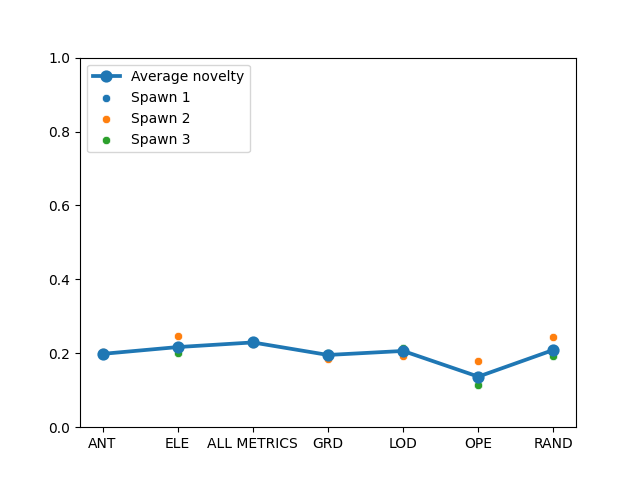 1.0
0.8
0.6
0.4
0.2
0.0
Average novelty
Spawn 1
Spawn 2
Spawn 3
ANT ELE ALL METRICS GRD LOD OPE RAND